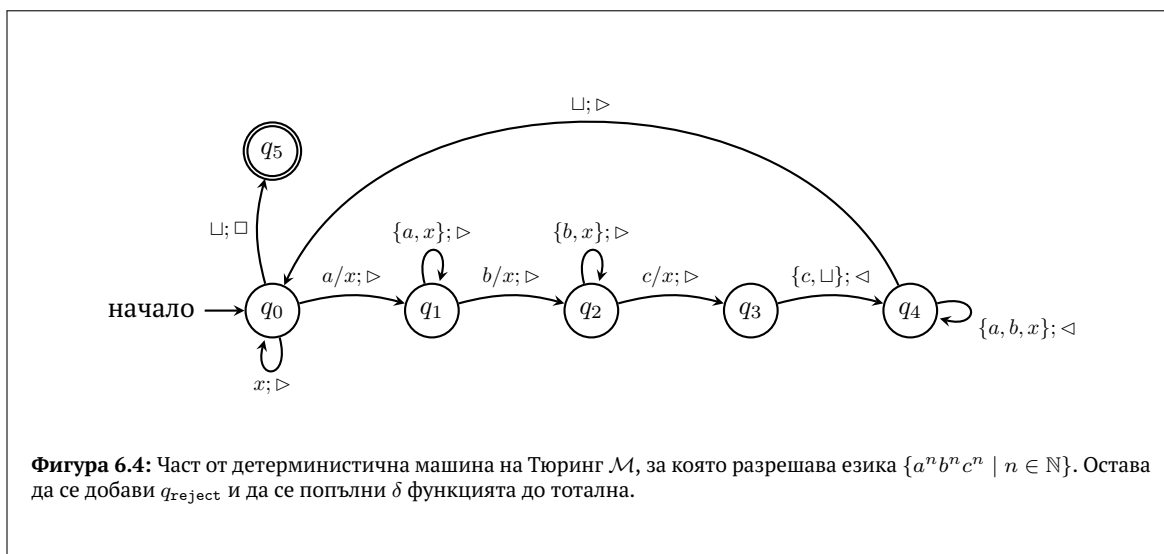 ⊔; ▷
q₅
⊔; □
{a, x}; ▷
{b, x}; ▷
начало
q₀
a/x; ▷
q₁
b/x; ▷
q₂
c/x; ▷
q₃
{c, ⊔}; ◁
q₄
{a, b, x}; ◁
x; ▷
Фигура 6.4: Част от детерминистична машина на Тюринг ℳ, за която разрешава езика {aⁿbⁿcⁿ | n ∈ ℕ}. Остава
да се добави q_reject и да се попълни δ функцията до тотална.